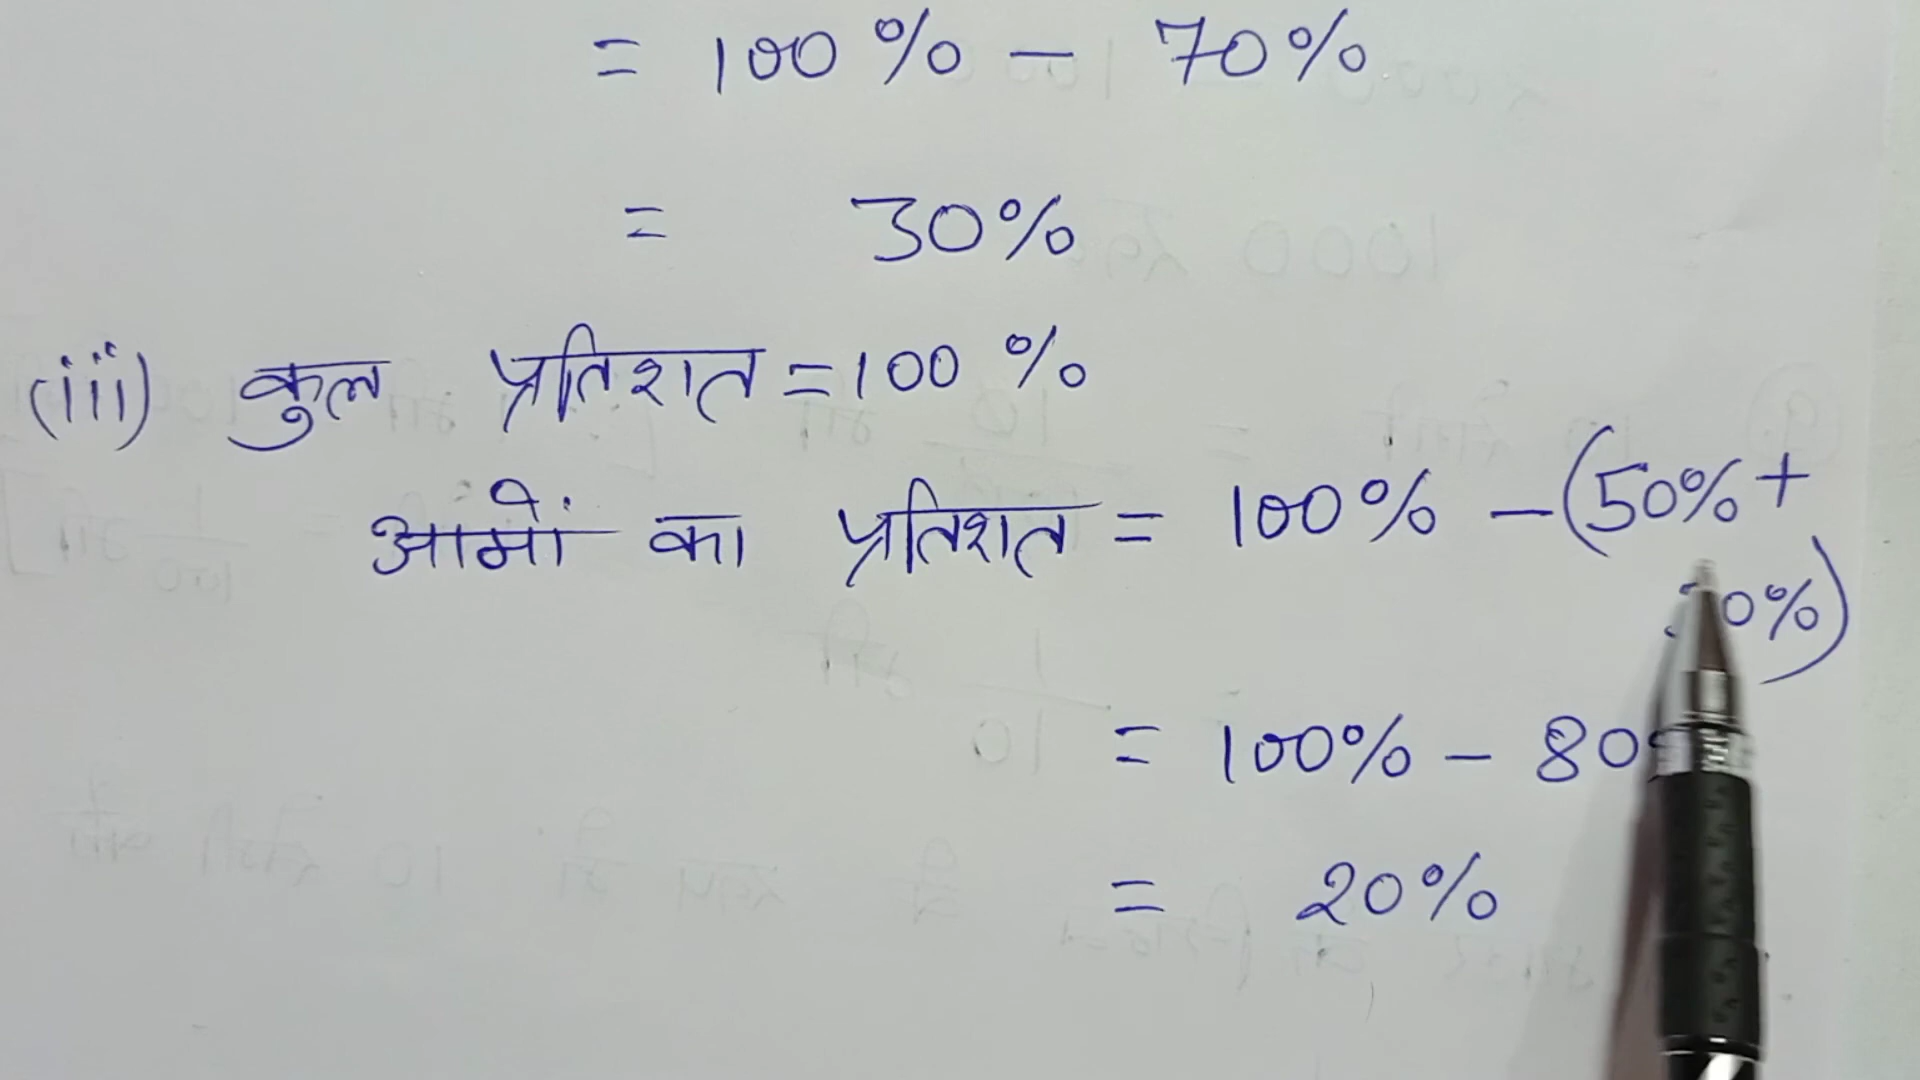 = 100% - 70%
= 30%
(iii) कुल प्रतिशत = 100%
आमों का प्रतिशत = 100% - (50% +
0%)
= 100% - 80
= 20%